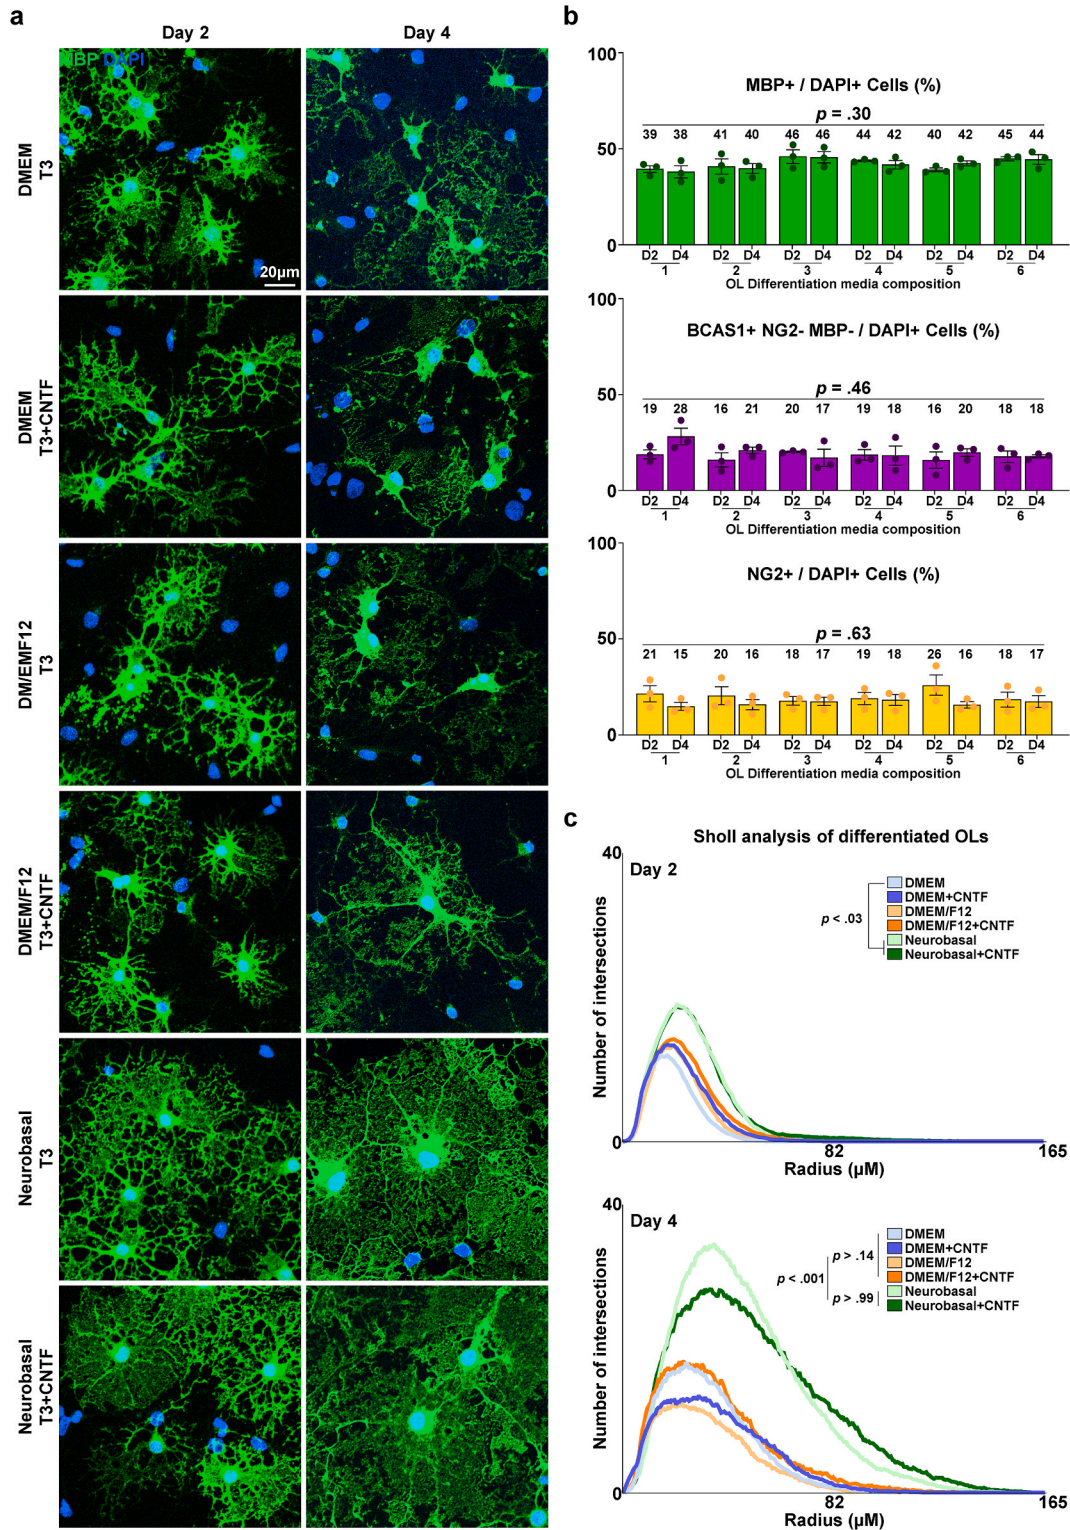 a
Day 2
Day 4
MBP DAPI
20µm
DMEM
T3
DMEM
T3+CNTF
DM/EMF12
T3
DMEM/F12
T3+CNTF
Neurobasal
T3
Neurobasal
T3+CNTF
b
100
MBP+ / DAPI+ Cells (%)
p = .30
39 38 41 40 46 46 44 42 40 42 45 44
50
0
D2 D4 D2 D4 D2 D4 D2 D4 D2 D4 D2 D4
1 2 3 4 5 6
OL Differentiation media composition
100
BCAS1+ NG2- MBP- / DAPI+ Cells (%)
p = .46
50
19 28 16 21 20 17 19 18 16 20 18 18
0
D2 D4 D2 D4 D2 D4 D2 D4 D2 D4 D2 D4
1 2 3 4 5 6
OL Differentiation media composition
100
NG2+ / DAPI+ Cells (%)
p = .63
50
21 15 20 16 18 17 19 18 26 16 18 17
0
D2 D4 D2 D4 D2 D4 D2 D4 D2 D4 D2 D4
1 2 3 4 5 6
OL Differentiation media composition
c
Sholl analysis of differentiated OLs
40
Day 2
DMEM
DMEM+CNTF
DMEM/F12
DMEM/F12+CNTF
Neurobasal
Neurobasal+CNTF
p < .03
Number of intersections
0
82
165
Radius (µM)
40
Day 4
DMEM
DMEM+CNTF
DMEM/F12
DMEM/F12+CNTF
Neurobasal
Neurobasal+CNTF
p > .14
p < .001
p > .99
Number of intersections
0
82
165
Radius (µM)